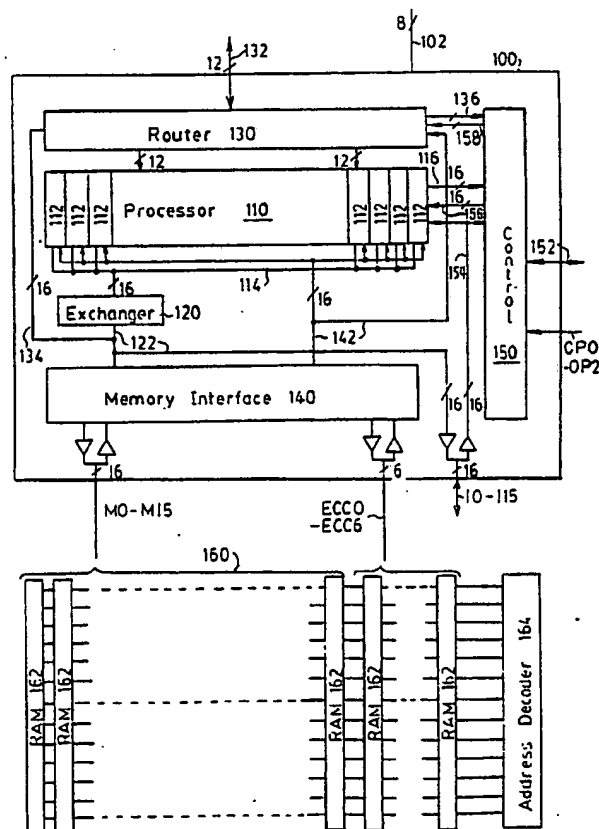 8
102
12
132
100
136
Router 130
158
12
12
116
16
112
112
112
Processor 110
112
112
112
112
16
156
Control
150
152
16
114
16
154
16
Exchanger
120
134
122
142
CPO
-OP2
Memory Interface 140
16
16
16
6
16
M0-M15
ECC0
-ECC6
I0-I15
160
RAM 162
RAM 162
RAM 162
RAM 162
RAM 162
Address Decoder 164